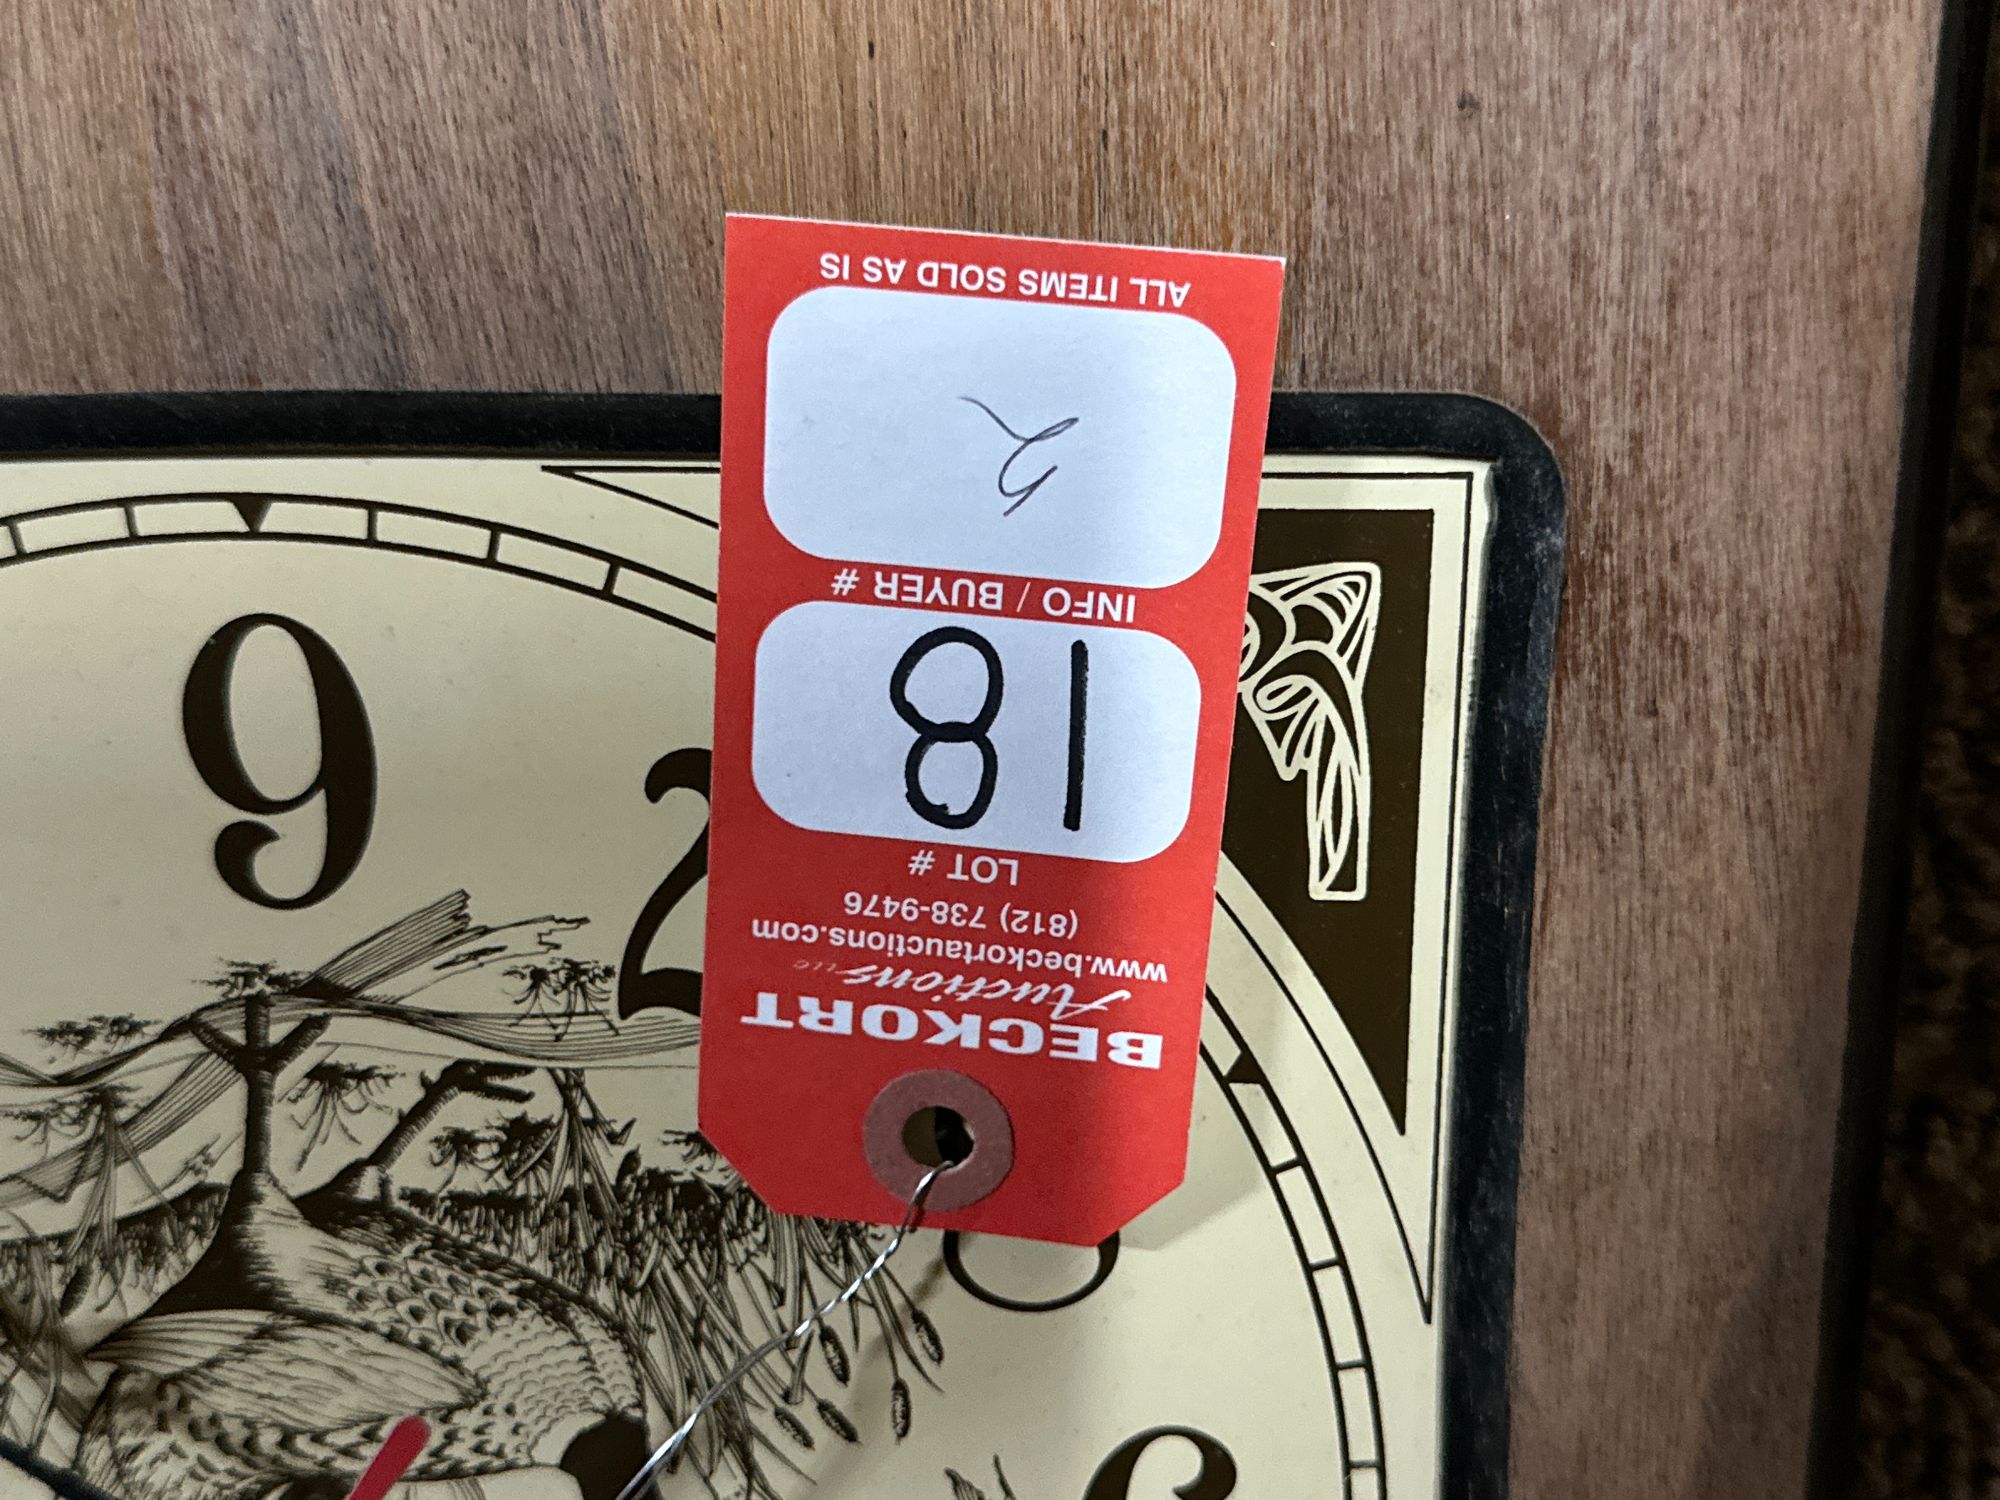 BECKORT
Auctions LLC
www.beckortauctions.com
(812) 738-9476
LOT #
18
INFO / BUYER #
ALL ITEMS SOLD AS IS